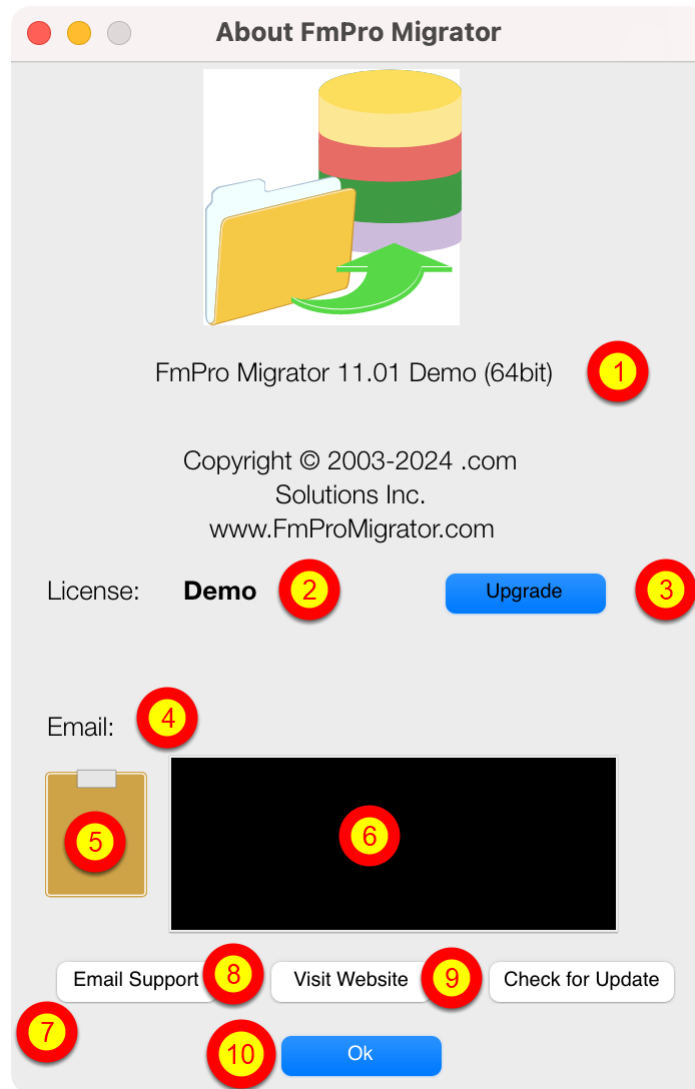 About FmPro Migrator
FmPro Migrator 11.01 Demo (64bit) 1
Copyright © 2003-2024 .com
Solutions Inc.
www.FmProMigrator.com
License: Demo 2 Upgrade 3
Email: 4
5 6
Email Support 8 Visit Website 9 Check for Update
7
10 Ok